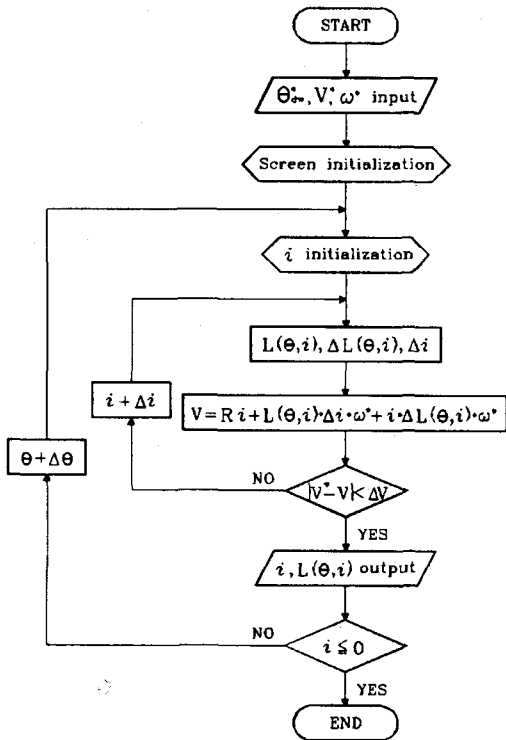 START
θ*ₒₙ, V*, ω* input
Screen initialization
i initialization
L(θ,i), ΔL(θ,i), Δi
i + Δi
V = R i + L(θ,i)·Δi·ω* + i·ΔL(θ,i)·ω*
θ + Δθ
NO
|V*-V| < ΔV
YES
i, L(θ,i) output
NO
i ≦ 0
YES
END